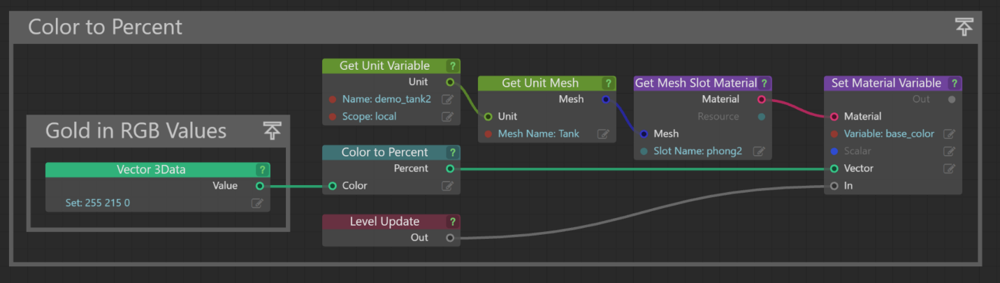 Color to Percent
Gold in RGB Values
Vector 3Data ?
Value
Set: 255 215 0
Get Unit Variable ?
Unit
Name: demo_tank2
Scope: local
Color to Percent ?
Percent
Color
Level Update ?
Out
Get Unit Mesh ?
Mesh
Unit
Mesh Name: Tank
Get Mesh Slot Material ?
Material
Resource
Mesh
Slot Name: phong2
Set Material Variable ?
Out
Material
Variable: base_color
Scalar
Vector
In